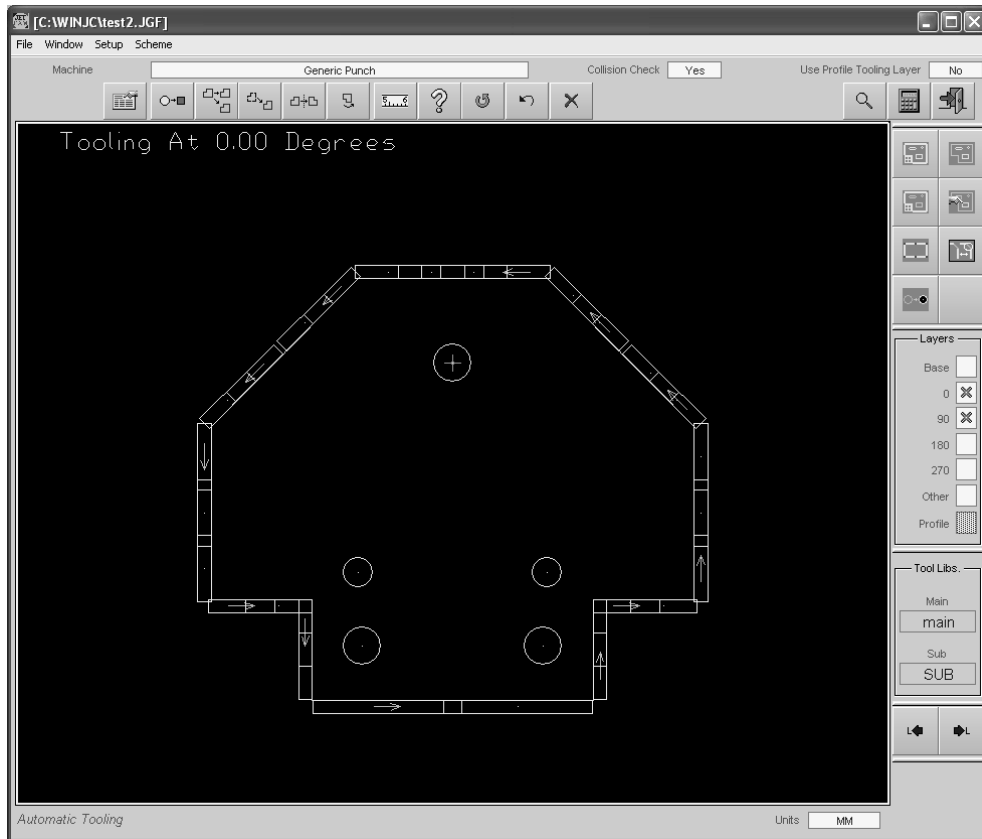 [C:\WINJC\test2.JGF]
File Window Setup Scheme
Machine Generic Punch Collision Check Yes Use Profile Tooling Layer No
Tooling At 0.00 Degrees
Layers
Base
0
90
180
270
Other
Profile
Tool Libs.
Main
main
Sub
SUB
L L
Automatic Tooling Units MM